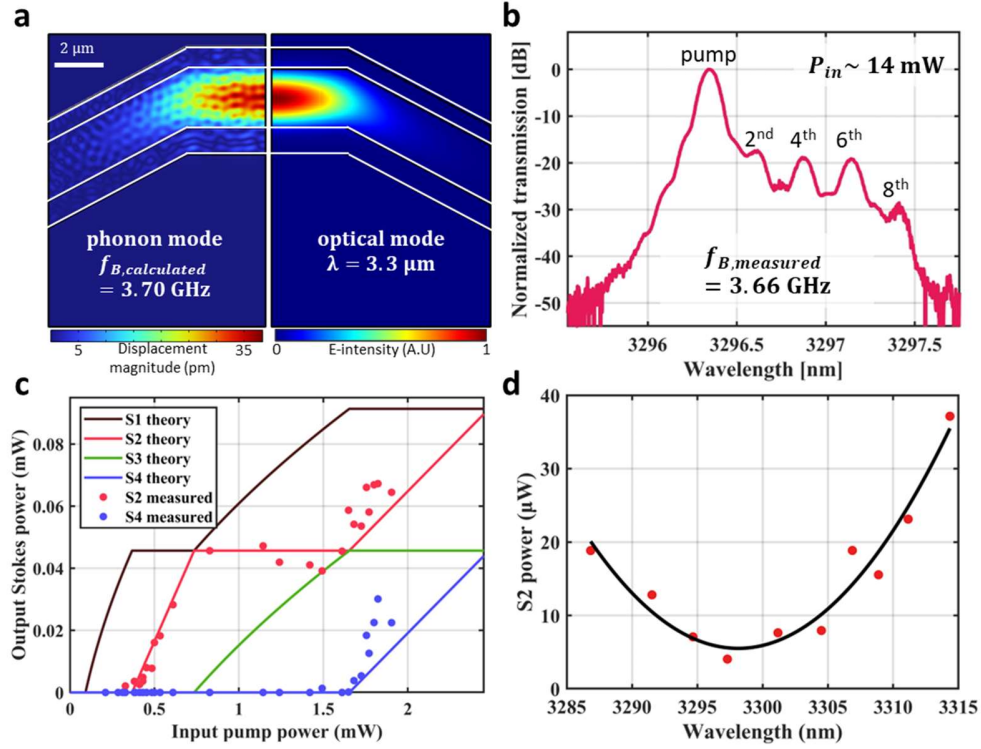 a
2 μm
phonon mode
f_{B,calculated}
= 3.70 GHz
optical mode
λ = 3.3 μm
5 Displacement magnitude (pm) 35
0 E-intensity (A.U) 1
b
Normalized transmission [dB]
0
-10
-20
-30
-40
-50
pump
P_{in}~ 14 mW
2nd
4th
6th
8th
f_{B,measured}
= 3.66 GHz
3296 3296.5 3297 3297.5
Wavelength [nm]
c
Output Stokes power (mW)
0.08
0.06
0.04
0.02
0
S1 theory
S2 theory
S3 theory
S4 theory
S2 measured
S4 measured
0 0.5 1 1.5 2
Input pump power (mW)
d
S2 power (μW)
40
30
20
10
0
3285 3290 3295 3300 3305 3310 3315
Wavelength (nm)